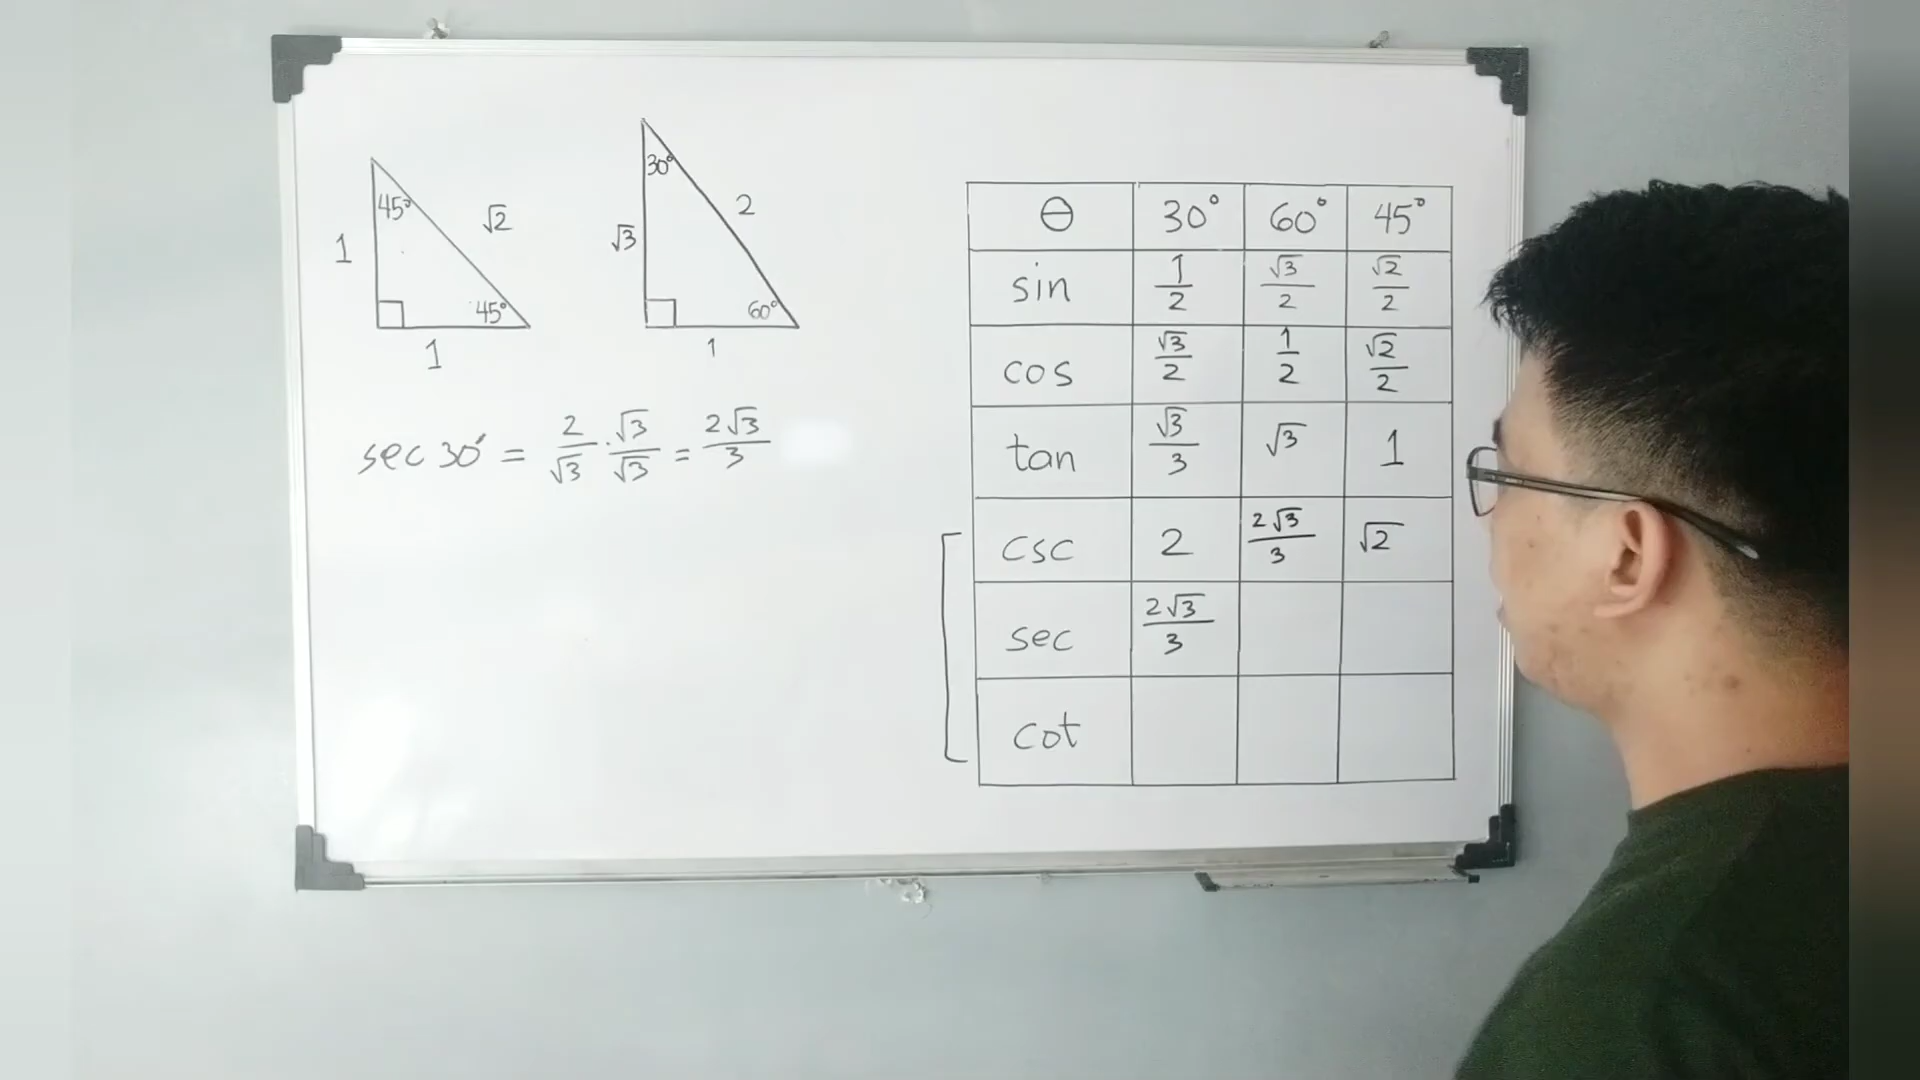 45°
1
√2
45°
1
30°
√3
2
60°
1
sec 30° = 2/√3 · √3/√3 = 2√3/3
θ 30° 60° 45°
sin 1/2 √3/2 √2/2
cos √3/2 1/2 √2/2
tan √3/3 √3 1
csc 2 2√3/3 √2
sec 2√3/3
cot